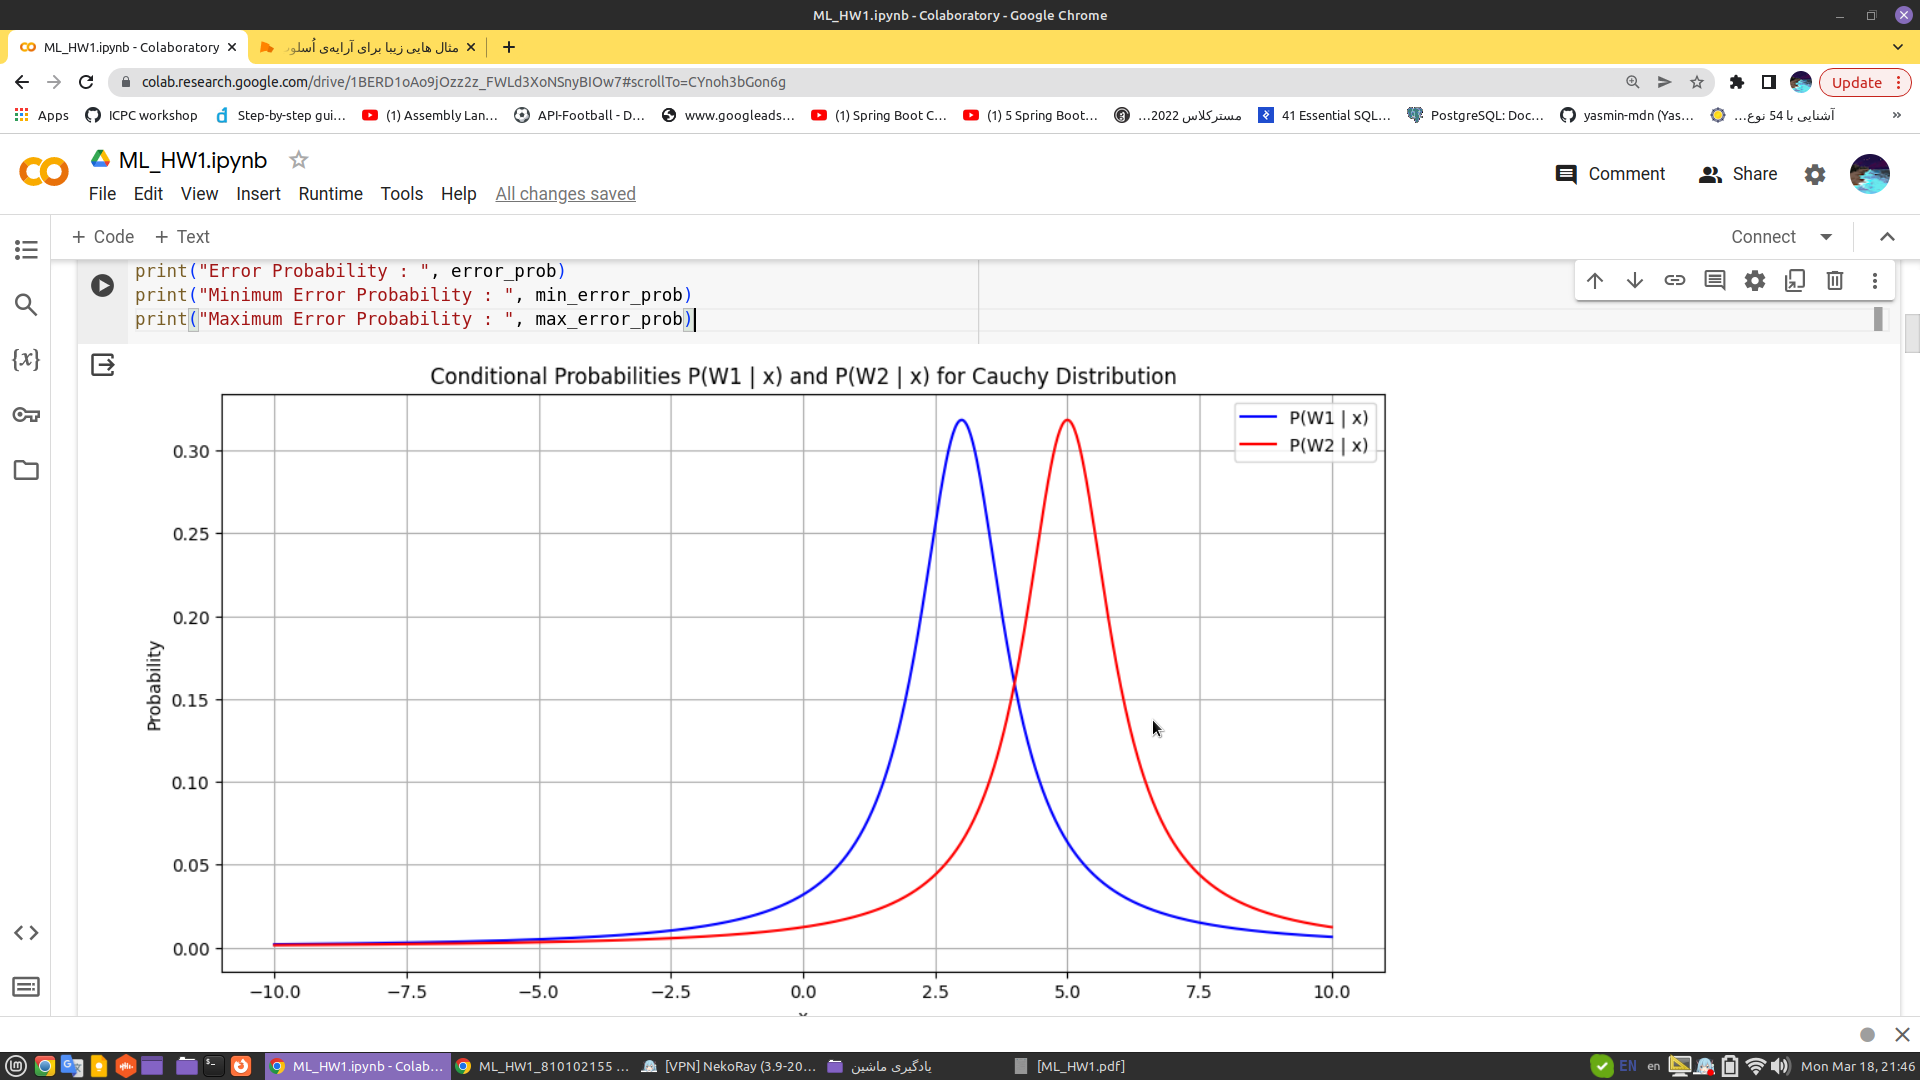 ML_HW1.ipynb - Colaboratory - Google Chrome
ML_HW1.ipynb - Colaboratory
مثال هایی زیبا برای آرایه‌ی اُسلو
colab.research.google.com/drive/1BERD1oAo9jOzz2z_FWLd3XoNSnyBIOw7#scrollTo=CYnoh3bGon6g
Update
Apps
ICPC workshop
Step-by-step gui...
(1) Assembly Lan...
API-Football - D...
www.googleads...
(1) Spring Boot C...
(1) 5 Spring Boot...
مسترکلاس 2022...
41 Essential SQL...
PostgreSQL: Doc...
yasmin-mdn (Yas...
آشنایی با 54 نوع...
»
ML_HW1.ipynb
Comment
Share
File Edit View Insert Runtime Tools Help All changes saved
+ Code + Text
Connect
print("Error Probability : ", error_prob)
print("Minimum Error Probability : ", min_error_prob)
print("Maximum Error Probability : ", max_error_prob)
{x}
Conditional Probabilities P(W1 | x) and P(W2 | x) for Cauchy Distribution
P(W1 | x)
P(W2 | x)
Probability
0.30
0.25
0.20
0.15
0.10
0.05
0.00
−10.0 −7.5 −5.0 −2.5 0.0 2.5 5.0 7.5 10.0
ML_HW1.ipynb - Colab...
ML_HW1_810102155 ...
[VPN] NekoRay (3.9-20...
یادگیری ماشین
[ML_HW1.pdf]
EN
en
Mon Mar 18, 21:46